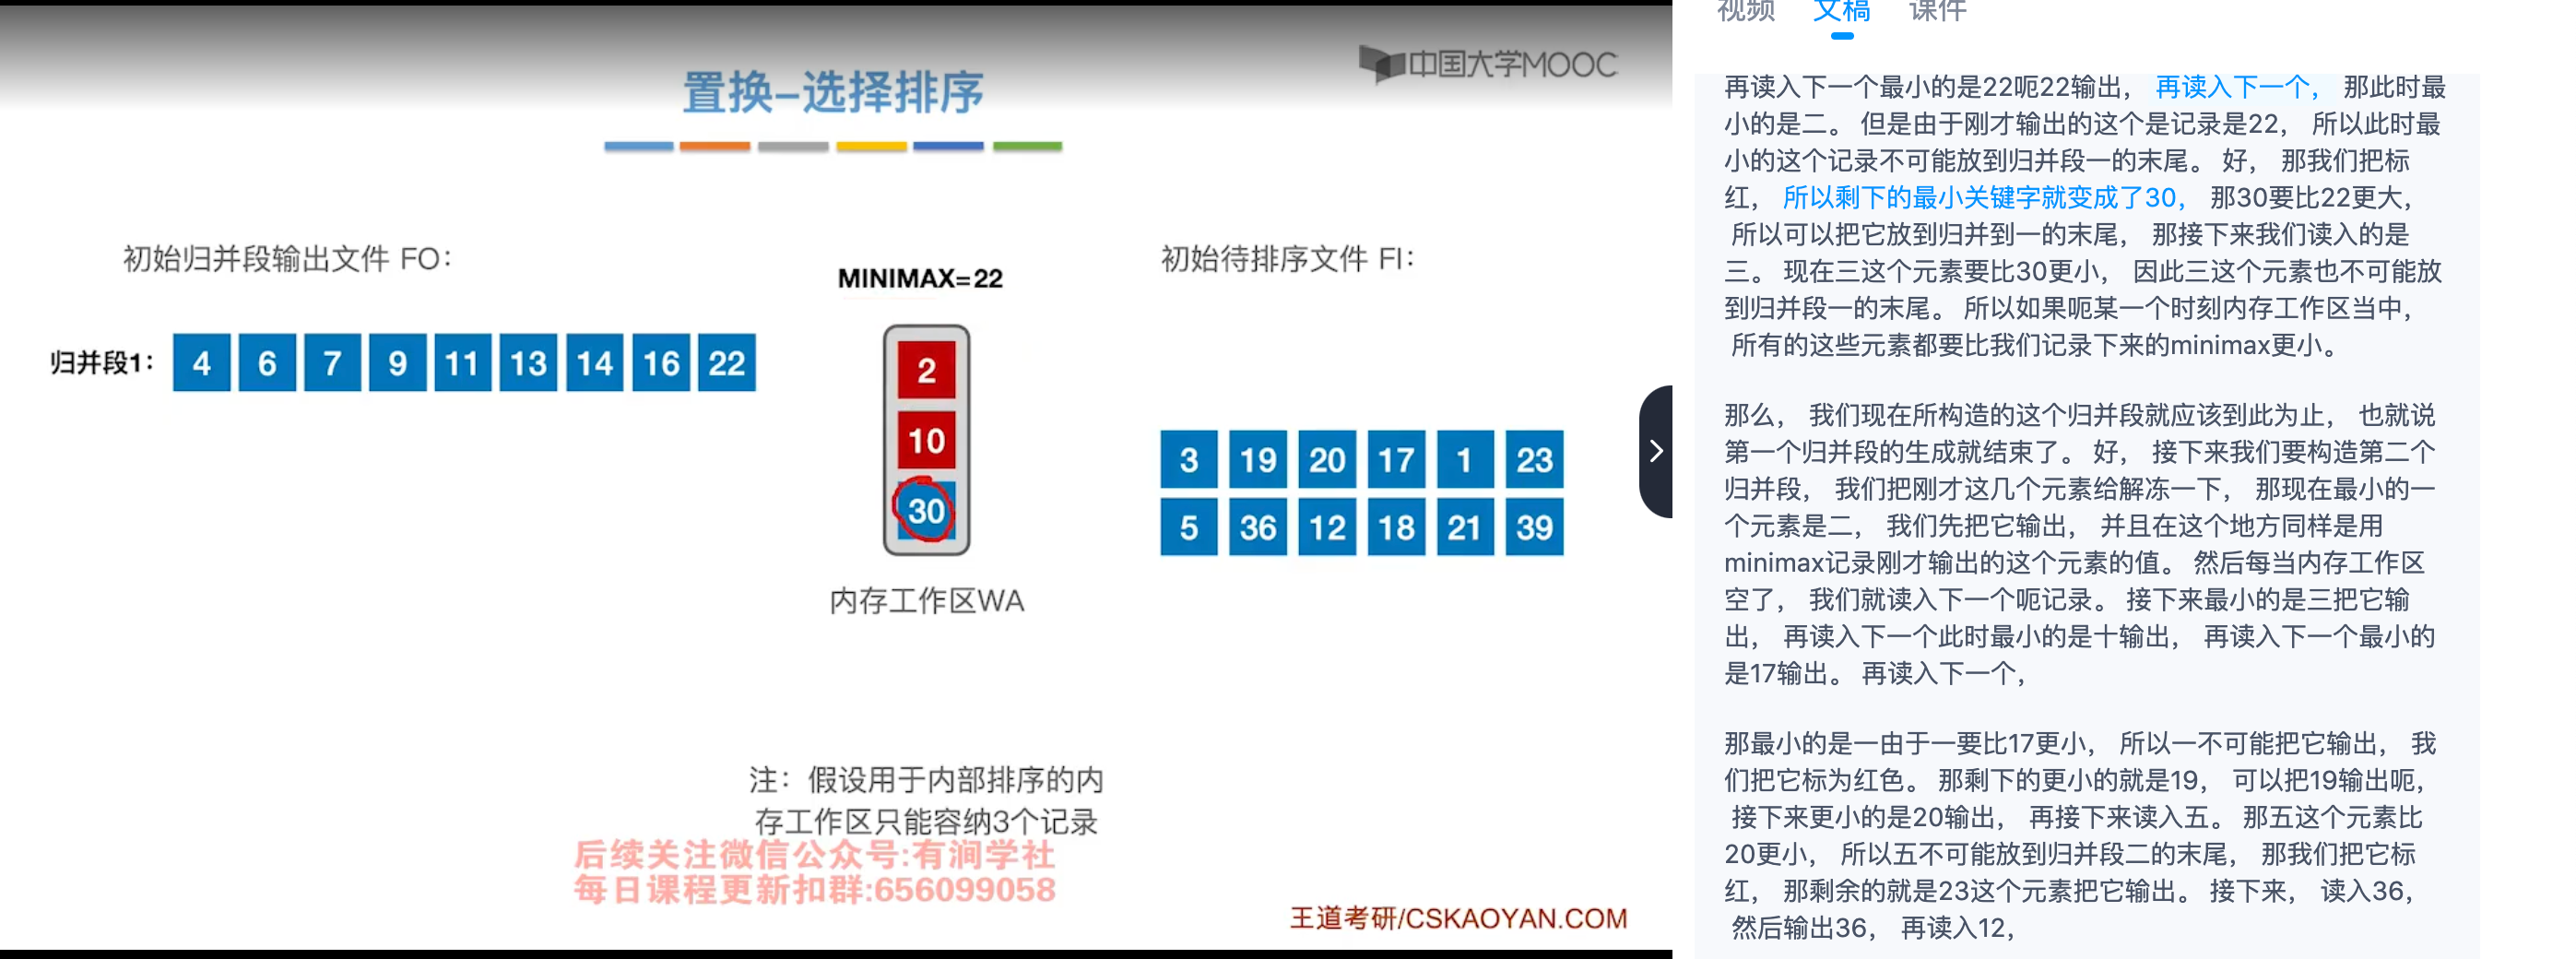 中国大学MOOC
置换–选择排序
初始归并段输出文件 FO：
MINIMAX=22
初始待排序文件 FI：
归并段1：
4 6 7 9 11 13 14 16 22
2
10
30
3 19 20 17 1 23
5 36 12 18 21 39
内存工作区WA
注：假设用于内部排序的内
存工作区只能容纳3个记录
后续关注微信公众号:有涧学社
每日课程更新扣群:656099058
王道考研/CSKAOYAN.COM
视频 文稿 课件
再读入下一个最小的是22呃22输出， 再读入下一个， 那此时最
小的是二。 但是由于刚才输出的这个是记录是22， 所以此时最
小的这个记录不可能放到归并段一的末尾。 好， 那我们把标
红， 所以剩下的最小关键字就变成了30， 那30要比22更大，
所以可以把它放到归并到一的末尾， 那接下来我们读入的是
三。 现在三这个元素要比30更小， 因此三这个元素也不可能放
到归并段一的末尾。 所以如果呃某一个时刻内存工作区当中，
所有的这些元素都要比我们记录下来的minimax更小。
那么， 我们现在所构造的这个归并段就应该到此为止， 也就说
第一个归并段的生成就结束了。 好， 接下来我们要构造第二个
归并段， 我们把刚才这几个元素给解冻一下， 那现在最小的一
个元素是二， 我们先把它输出， 并且在这个地方同样是用
minimax记录刚才输出的这个元素的值。 然后每当内存工作区
空了， 我们就读入下一个呃记录。 接下来最小的是三把它输
出， 再读入下一个此时最小的是十输出， 再读入下一个最小的
是17输出。 再读入下一个，
那最小的是一由于一要比17更小， 所以一不可能把它输出， 我
们把它标为红色。 那剩下的更小的就是19， 可以把19输出呃，
接下来更小的是20输出， 再接下来读入五。 那五这个元素比
20更小， 所以五不可能放到归并段二的末尾， 那我们把它标
红， 那剩余的就是23这个元素把它输出。 接下来， 读入36，
然后输出36， 再读入12，